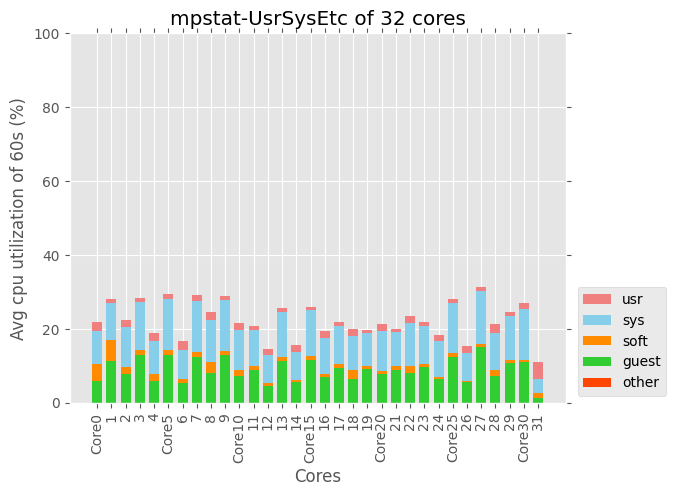 mpstat-UsrSysEtc of 32 cores
Avg cpu utilization of 60s (%)
100
80
60
40
20
0
Core0
1
2
3
4
Core5
6
7
8
9
Core10
11
12
13
14
Core15
16
17
18
19
Core20
21
22
23
24
Core25
26
27
28
29
Core30
31
Cores
usr
sys
soft
guest
other